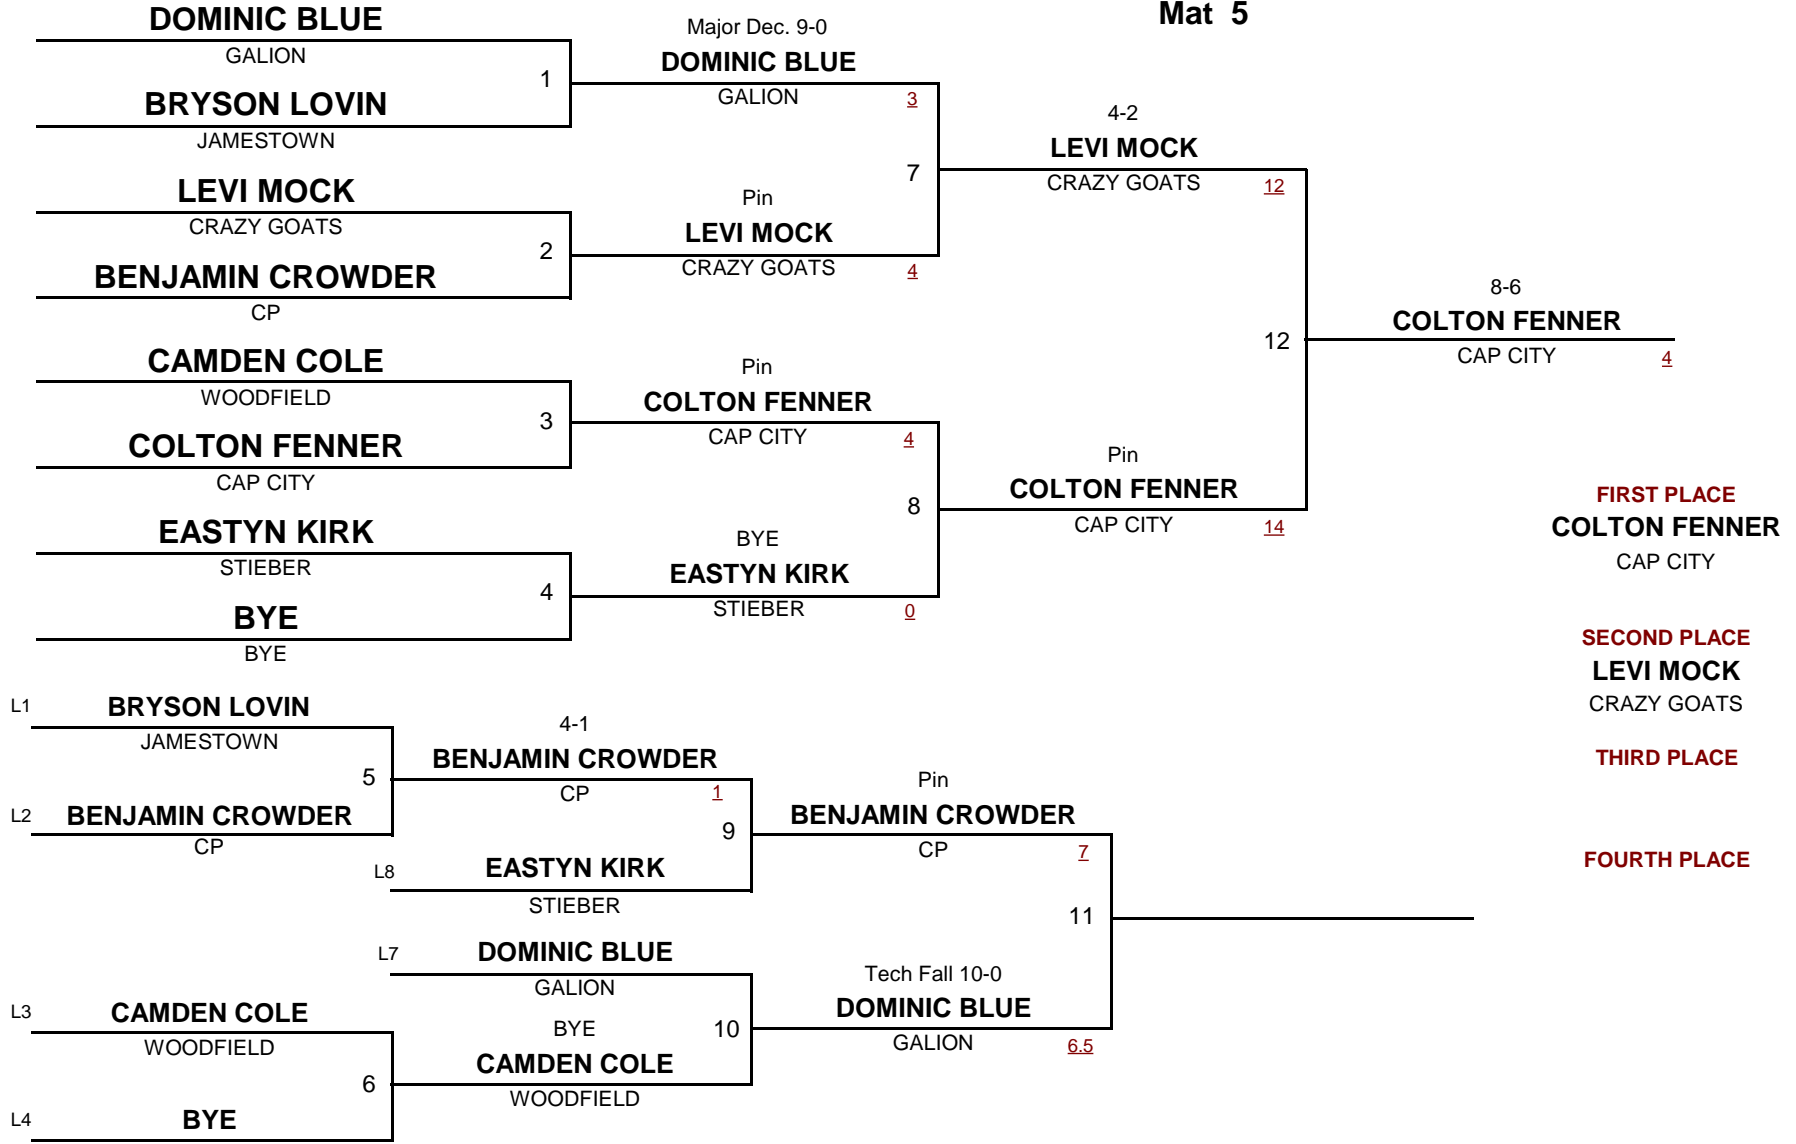 Mat 5
DOMINIC BLUE
GALION
1
BRYSON LOVIN
JAMESTOWN
LEVI MOCK
CRAZY GOATS
2
BENJAMIN CROWDER
CP
CAMDEN COLE
WOODFIELD
3
COLTON FENNER
CAP CITY
EASTYN KIRK
STIEBER
4
BYE
BYE
Major Dec. 9-0
DOMINIC BLUE
GALION 3
7
Pin
LEVI MOCK
CRAZY GOATS 4
Pin
COLTON FENNER
CAP CITY 4
8
BYE
EASTYN KIRK
STIEBER 0
4-2
LEVI MOCK
CRAZY GOATS 12
12
Pin
COLTON FENNER
CAP CITY 14
8-6
COLTON FENNER
CAP CITY 4
FIRST PLACE
COLTON FENNER
CAP CITY
SECOND PLACE
LEVI MOCK
CRAZY GOATS
THIRD PLACE
FOURTH PLACE
L1 BRYSON LOVIN
JAMESTOWN
5
L2 BENJAMIN CROWDER
CP
4-1
BENJAMIN CROWDER
CP 1
9
L8 EASTYN KIRK
STIEBER
Pin
BENJAMIN CROWDER
CP 7
11
L7 DOMINIC BLUE
GALION
10
BYE
CAMDEN COLE
WOODFIELD
Tech Fall 10-0
DOMINIC BLUE
GALION 6.5
L3 CAMDEN COLE
WOODFIELD
6
L4 BYE